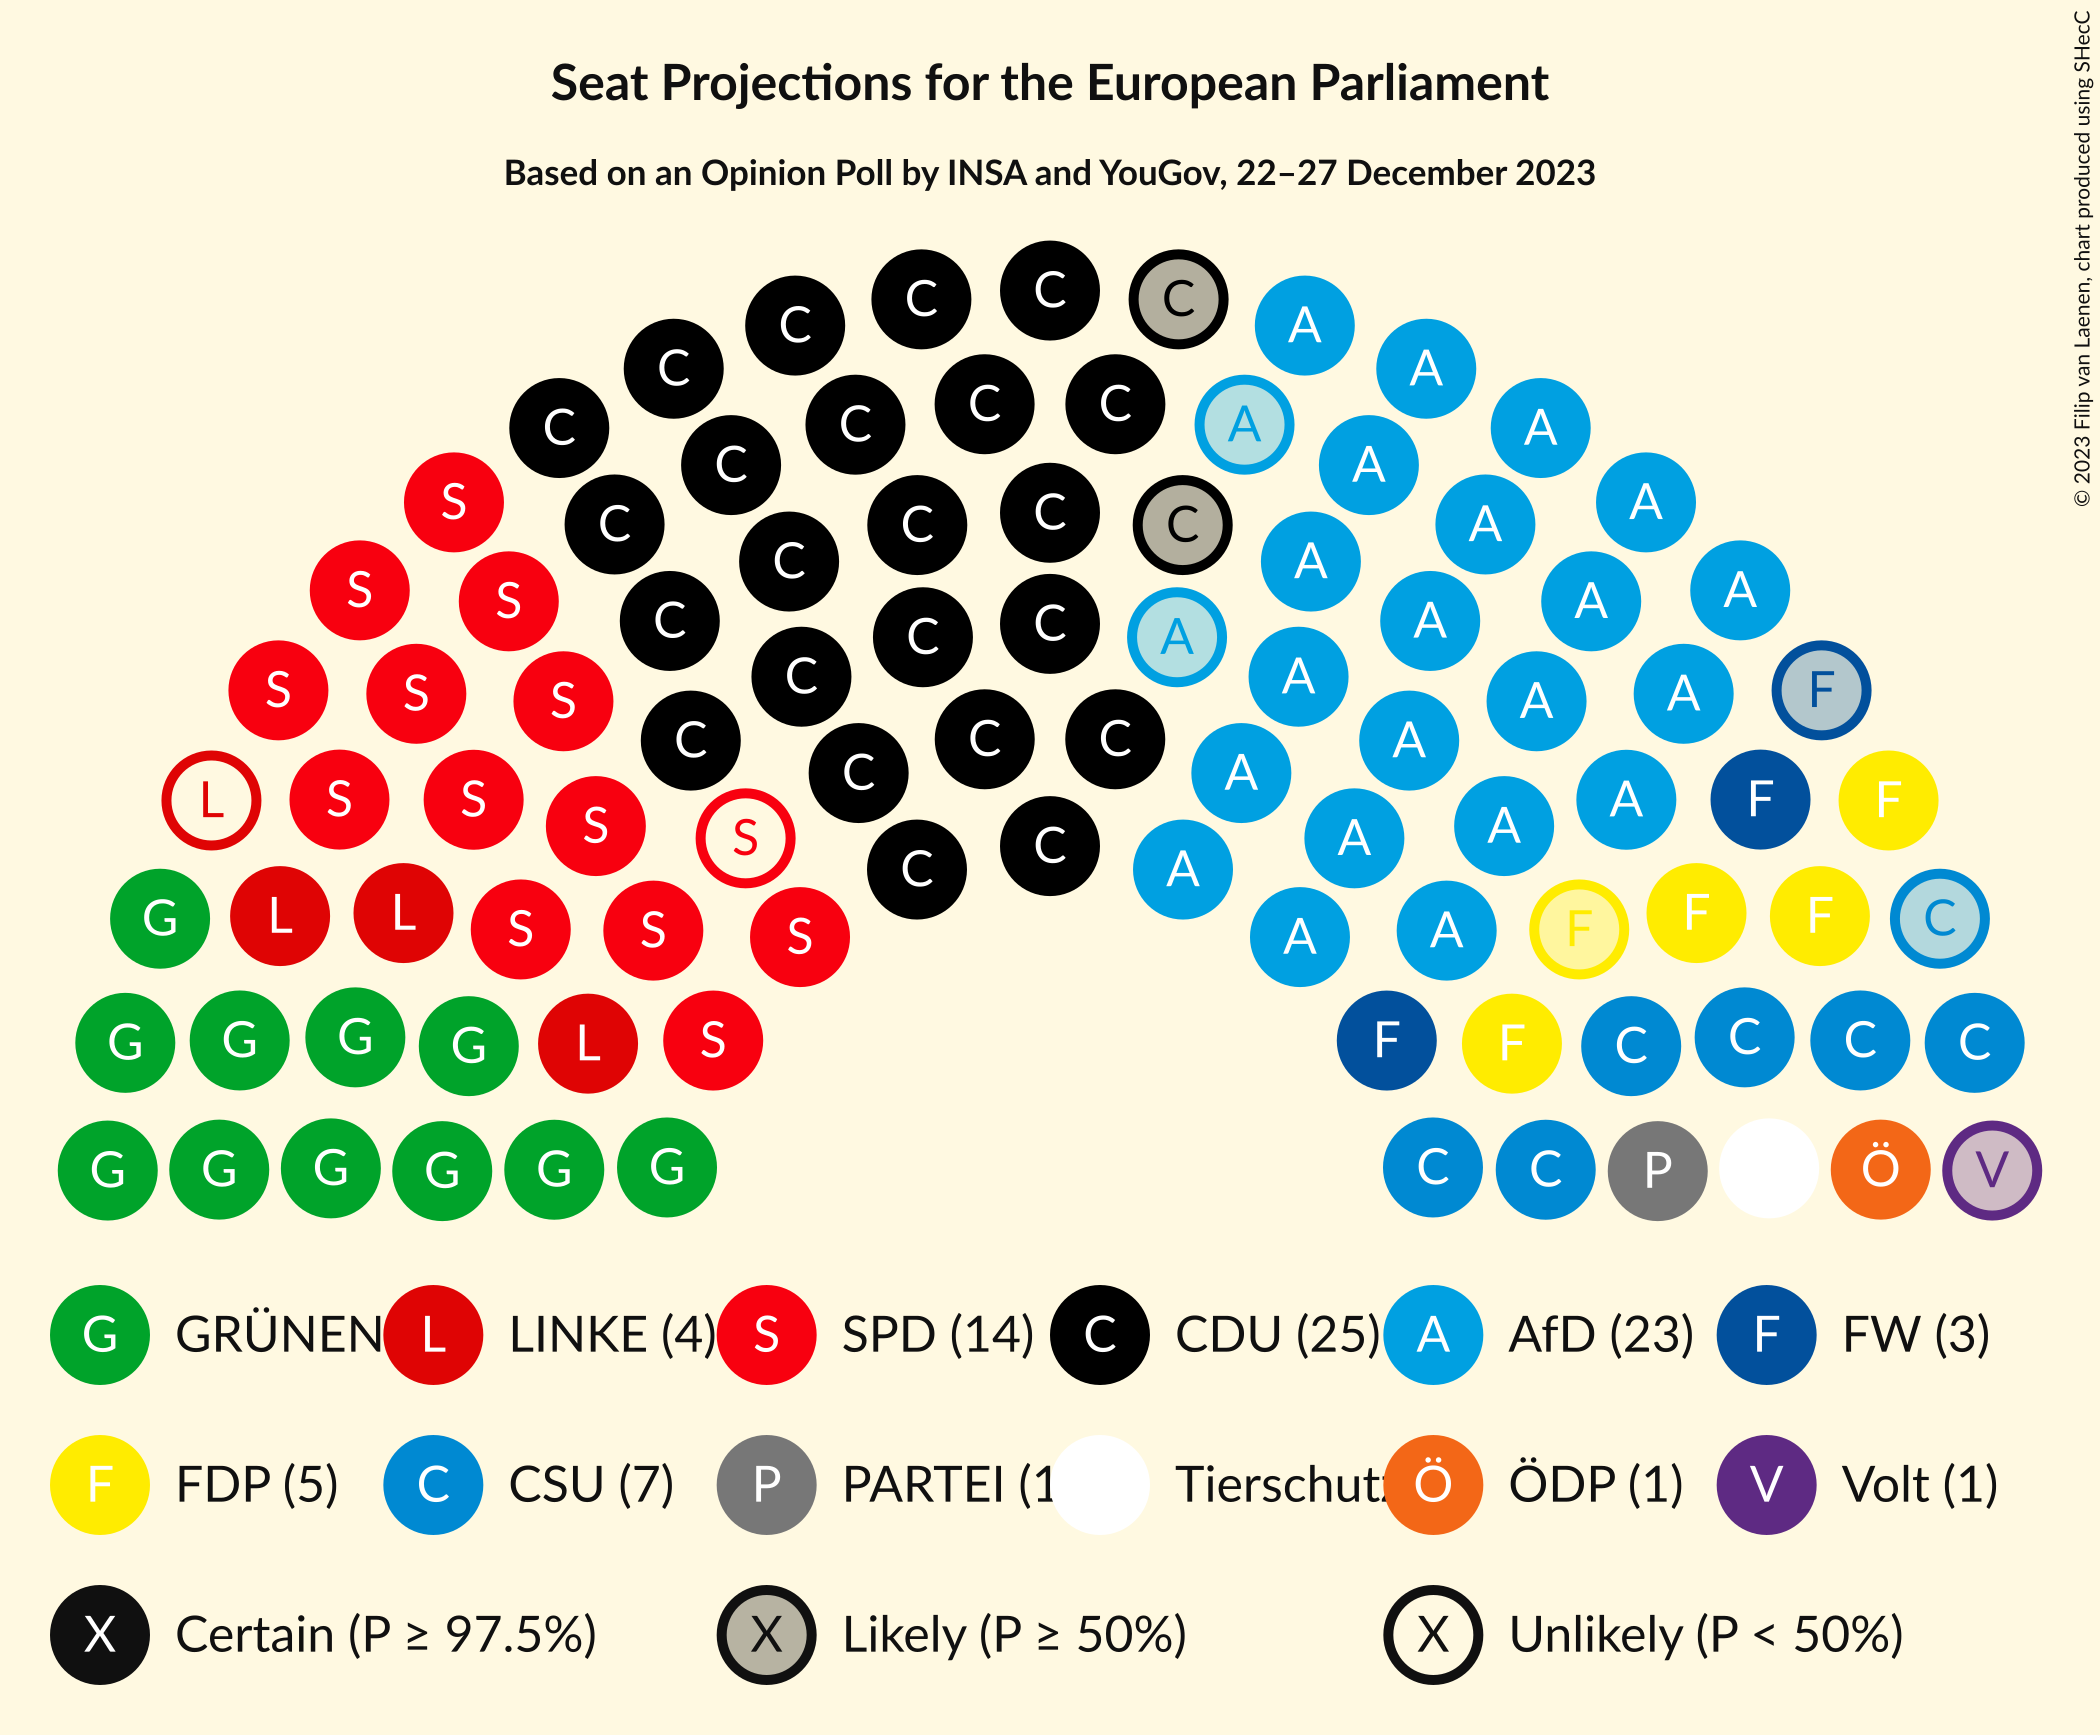 Seat Projections for the European Parliament
Based on an Opinion Poll by INSA and YouGov, 22–27 December 2023
© 2023 Filip van Laenen, chart produced using SHecC
C C C
C A A
C C C A A
C C A A
S C C C C A A
S S C C A A A
S S S C C C A A A F
L S S S C C C C A A A A F F
S S C A A
G L L S S S C C A A A F F F C
G G G G L S F F C C C C
G G G G G G C C P Ö V
G GRÜNEN L LINKE (4) S SPD (14) C CDU (25) A AfD (23) F FW (3)
F FDP (5) C CSU (7) P PARTEI (1 Tierschutz Ö ÖDP (1) V Volt (1)
X Certain (P ≥ 97.5%) X Likely (P ≥ 50%) X Unlikely (P < 50%)